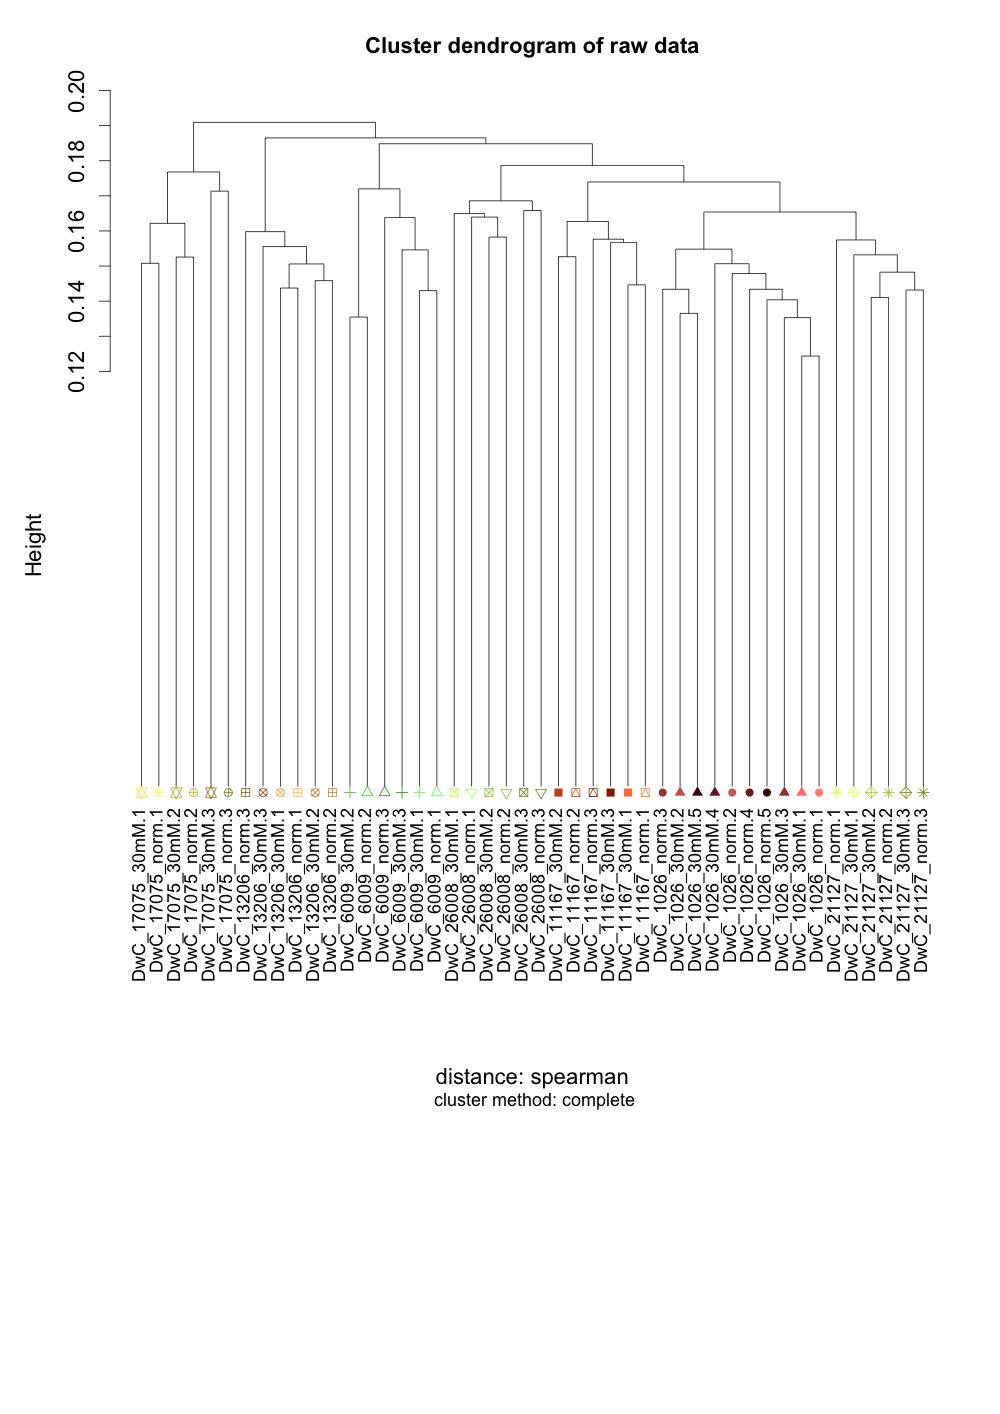 Cluster dendrogram of raw data
0.20
0.18
0.16
0.14
0.12
Height
DwC_17075_30mM.1
DwC_17075_norm.1
DwC_17075_30mM.2
DwC_17075_norm.2
DwC_17075_30mM.3
DwC_17075_norm.3
DwC_13206_norm.3
DwC_13206_30mM.3
DwC_13206_30mM.1
DwC_13206_norm.1
DwC_13206_30mM.2
DwC_13206_norm.2
DwC_6009_30mM.2
DwC_6009_norm.2
DwC_6009_norm.3
DwC_6009_30mM.3
DwC_6009_30mM.1
DwC_6009_norm.1
DwC_26008_30mM.1
DwC_26008_norm.1
DwC_26008_30mM.2
DwC_26008_norm.2
DwC_26008_30mM.3
DwC_26008_norm.3
DwC_11167_30mM.2
DwC_11167_norm.2
DwC_11167_norm.3
DwC_11167_30mM.3
DwC_11167_30mM.1
DwC_11167_norm.1
DwC_1026_norm.3
DwC_1026_30mM.2
DwC_1026_30mM.5
DwC_1026_30mM.4
DwC_1026_norm.2
DwC_1026_norm.4
DwC_1026_norm.5
DwC_1026_30mM.3
DwC_1026_30mM.1
DwC_1026_norm.1
DwC_21127_norm.1
DwC_21127_30mM.1
DwC_21127_30mM.2
DwC_21127_norm.2
DwC_21127_30mM.3
DwC_21127_norm.3
distance: spearman
cluster method: complete